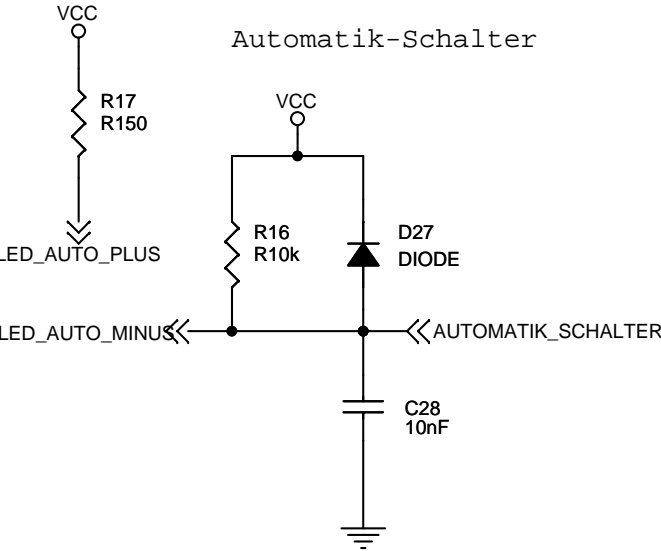 VCC
Automatik-Schalter
R17
R150
VCC
R16
R10k
D27
DIODE
LED_AUTO_PLUS
LED_AUTO_MINUS
AUTOMATIK_SCHALTER
C28
10nF